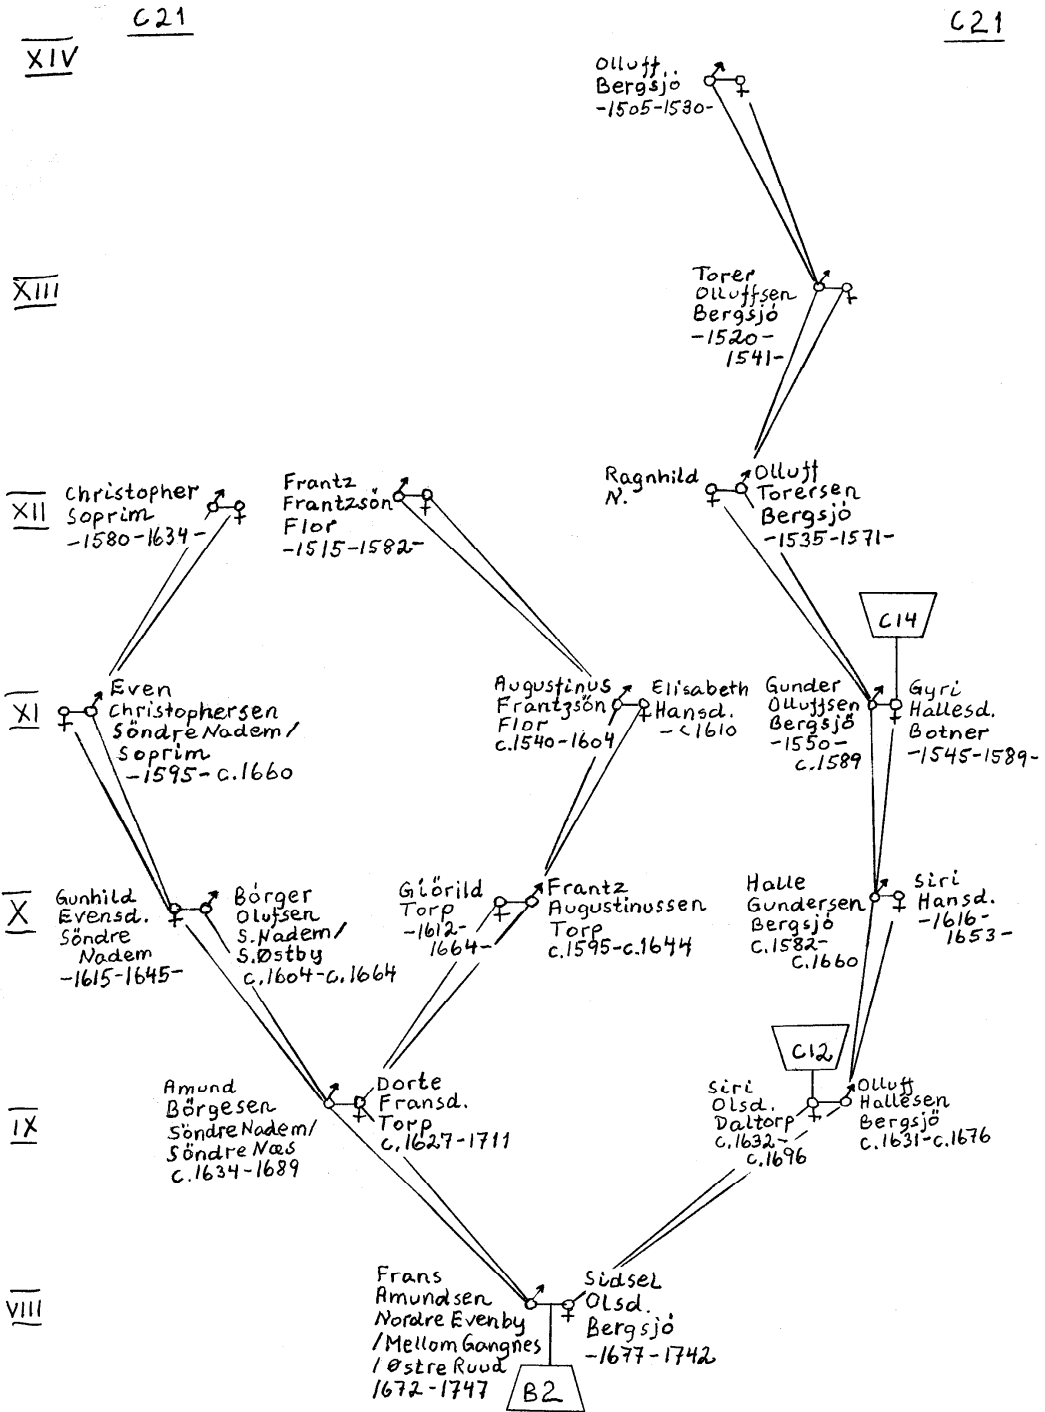 C21
C21
XIV
Olluff
Bergsjö
-1505-1530-
XIII
Torer
Olluffsen
Bergsjö
-1520-
1541-
XII
Christopher
Soprim
-1580-1634-
Frantz
Frantzsön
Flor
-1515-1582-
Ragnhild
N.
Olluff
Torersen
Bergsjö
-1535-1571-
C14
XI
Even
Christophersen
Söndre Nadem/
Soprim
-1595- c.1660
Augustinus
Frantzsön
Flor
c.1540-1604
Elisabeth
Hansd.
-<1610
Gunder
Olluffsen
Bergsjö
-1550-
c.1589
Gyri
Hallesd.
Botner
-1545-1589-
X
Gunhild
Evensd.
Söndre
Nadem
-1615-1645-
Börger
Olufsen
S.Nadem/
S.Østby
c.1604-c.1664
Giörild
Torp
-1612-
1664-
Frantz
Augustinussen
Torp
c.1595-c.1644
Halle
Gundersen
Bergsjö
c.1582-
c.1660
Siri
Hansd.
-1616-
1653-
C12
IX
Amund
Börgesen
Söndre Nadem/
Söndre Næs
c.1634-1689
Dorte
Fransd.
Torp
c.1627-1711
Siri
Olsd.
Daltorp
c.1632-
c.1696
Olluff
Hallesen
Bergsjö
c.1631-c.1676
VIII
Frans
Amundsen
Nordre Evenby
/Mellom Gangnes
/Østre Ruud
1672-1747
Sidsel
Olsd.
Bergsjö
-1677-1742
B2